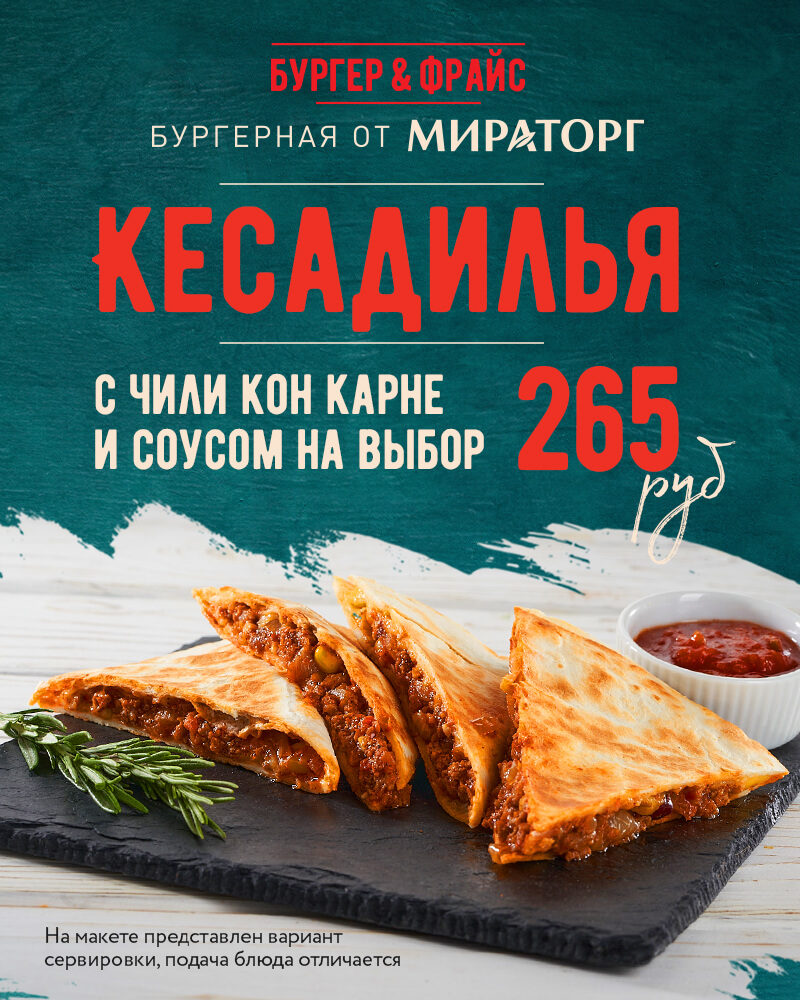 БУРГЕР & ФРАЙС
БУРГЕРНАЯ ОТ МИРАТОРГ
КЕСАДИЛЬЯ
С ЧИЛИ КОН КАРНЕ
И СОУСОМ НА ВЫБОР
265
руб
На макете представлен вариант
сервировки, подача блюда отличается